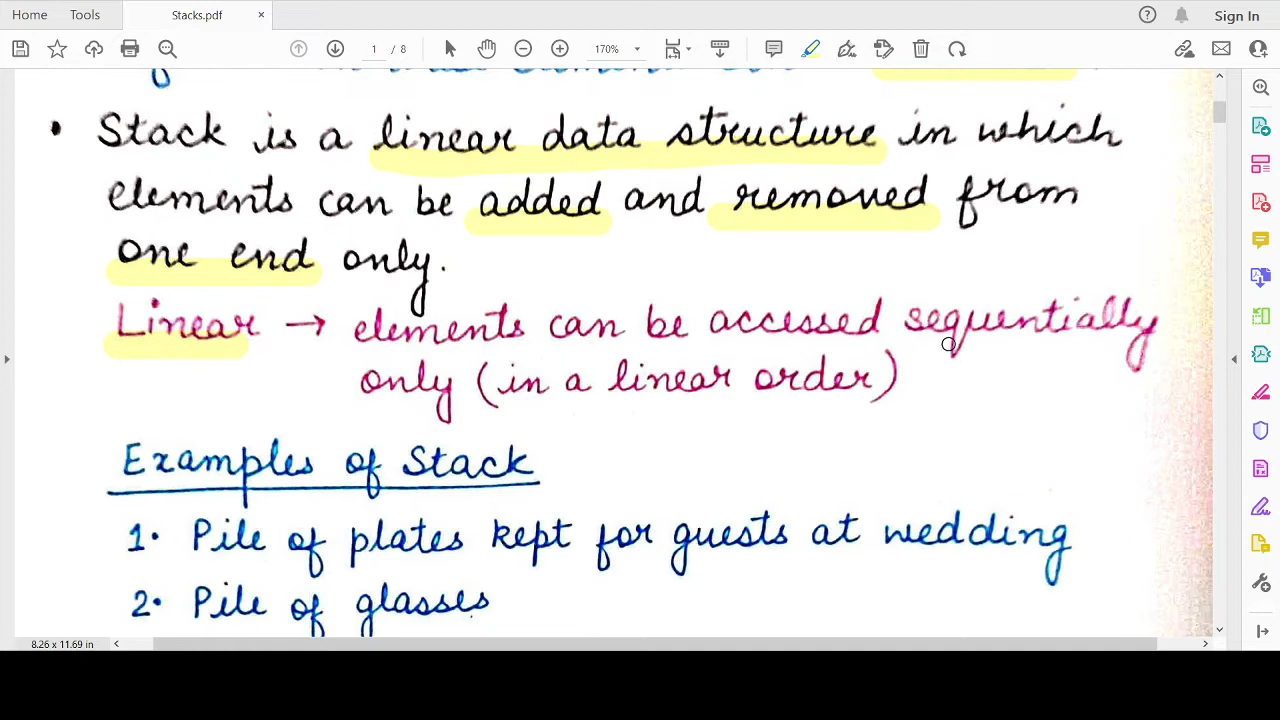 Home Tools Stacks.pdf × Sign In
1 / 8 170%
• Stack is a linear data structure in which
elements can be added and removed from
one end only.
Linear → elements can be accessed sequentially
only (in a linear order)
Examples of Stack
1. Pile of plates kept for guests at wedding
2. Pile of glasses
8.26 x 11.69 in